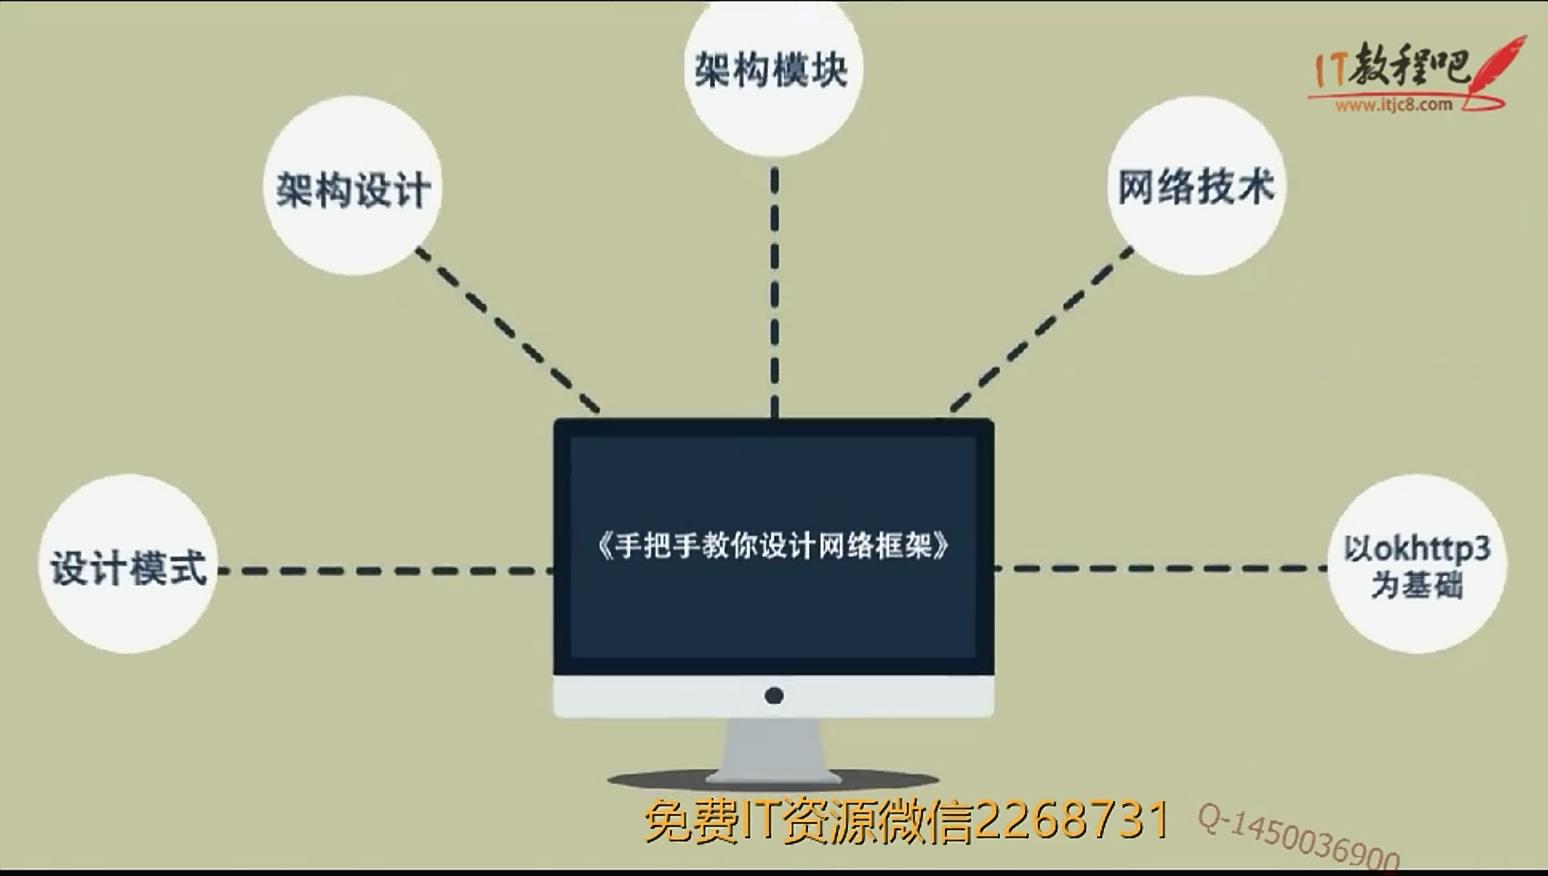 架构模块
IT教程吧
www.itjc8.com
架构设计
网络技术
《手把手教你设计网络框架》
设计模式
以okhttp3
为基础
免费IT资源微信2268731
Q-1450036900